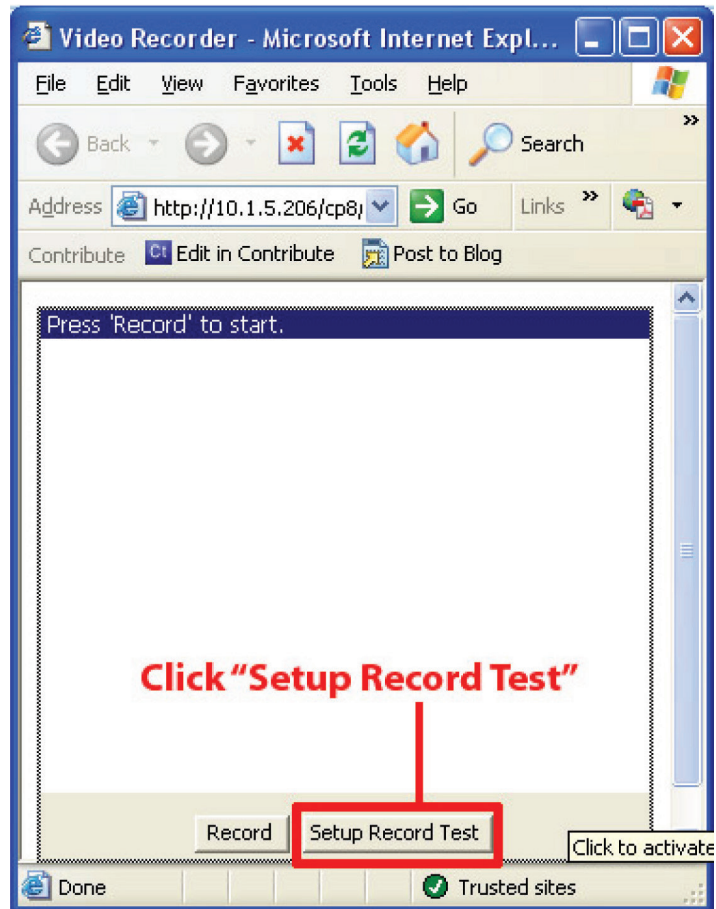 Video Recorder - Microsoft Internet Expl...
File Edit View Favorites Tools Help
Back Search »
Address http://10.1.5.206/cp8/ Go Links »
Contribute Ct Edit in Contribute Post to Blog
Press 'Record' to start.
Click "Setup Record Test"
Record Setup Record Test
Click to activate
Done Trusted sites